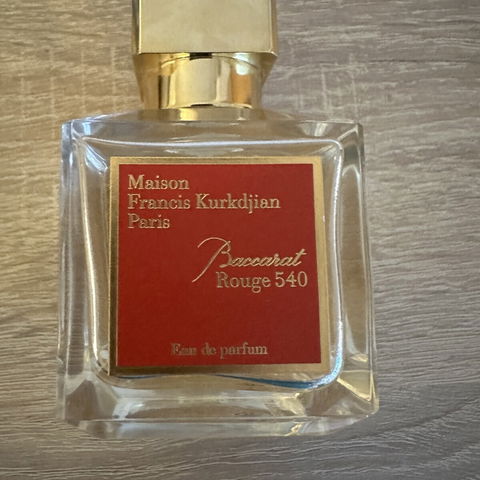 Maison
Francis Kurkdjian
Paris
Baccarat
Rouge 540
Eau de parfum